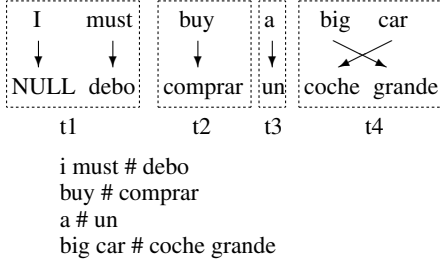 I must buy a big car
NULL debo comprar un coche grande
t1 t2 t3 t4
i must # debo
buy # comprar
a # un
big car # coche grande